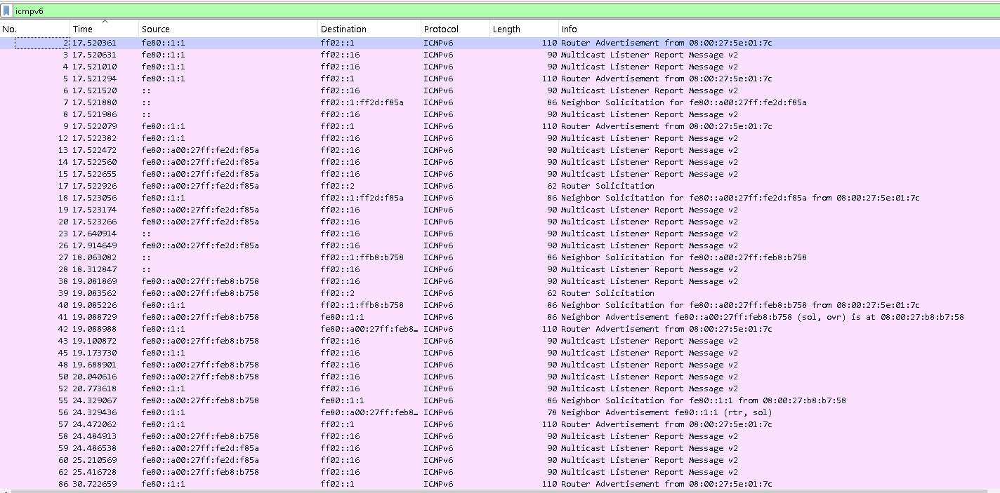 icmpv6
No. Time Source Destination Protocol Length Info
2 17.520361 fe80::1:1 ff02::1 ICMPv6 110 Router Advertisement from 08:00:27:5e:01:7c
3 17.520631 fe80::1:1 ff02::16 ICMPv6 90 Multicast Listener Report Message v2
4 17.521010 fe80::1:1 ff02::16 ICMPv6 90 Multicast Listener Report Message v2
5 17.521294 fe80::1:1 ff02::1 ICMPv6 110 Router Advertisement from 08:00:27:5e:01:7c
6 17.521520 :: ff02::16 ICMPv6 90 Multicast Listener Report Message v2
7 17.521880 :: ff02::1:ff2d:f85a ICMPv6 86 Neighbor Solicitation for fe80::a00:27ff:fe2d:f85a
8 17.521986 :: ff02::16 ICMPv6 90 Multicast Listener Report Message v2
9 17.522079 fe80::1:1 ff02::1 ICMPv6 110 Router Advertisement from 08:00:27:5e:01:7c
12 17.522382 fe80::1:1 ff02::16 ICMPv6 90 Multicast Listener Report Message v2
13 17.522472 fe80::a00:27ff:fe2d:f85a ff02::16 ICMPv6 90 Multicast Listener Report Message v2
14 17.522560 fe80::a00:27ff:fe2d:f85a ff02::16 ICMPv6 90 Multicast Listener Report Message v2
15 17.522655 fe80::a00:27ff:fe2d:f85a ff02::16 ICMPv6 90 Multicast Listener Report Message v2
17 17.522926 fe80::a00:27ff:fe2d:f85a ff02::2 ICMPv6 62 Router Solicitation
18 17.523056 fe80::1:1 ff02::1:ff2d:f85a ICMPv6 86 Neighbor Solicitation for fe80::a00:27ff:fe2d:f85a from 08:00:27:5e:01:7c
19 17.523174 fe80::a00:27ff:fe2d:f85a ff02::16 ICMPv6 90 Multicast Listener Report Message v2
20 17.523266 fe80::a00:27ff:fe2d:f85a ff02::16 ICMPv6 90 Multicast Listener Report Message v2
23 17.640914 :: ff02::16 ICMPv6 90 Multicast Listener Report Message v2
26 17.914649 fe80::a00:27ff:fe2d:f85a ff02::16 ICMPv6 90 Multicast Listener Report Message v2
27 18.063082 :: ff02::1:ffb8:b758 ICMPv6 86 Neighbor Solicitation for fe80::a00:27ff:feb8:b758
28 18.312847 :: ff02::16 ICMPv6 90 Multicast Listener Report Message v2
38 19.081869 fe80::a00:27ff:feb8:b758 ff02::16 ICMPv6 90 Multicast Listener Report Message v2
39 19.083562 fe80::a00:27ff:feb8:b758 ff02::2 ICMPv6 62 Router Solicitation
40 19.085226 fe80::1:1 ff02::1:ffb8:b758 ICMPv6 86 Neighbor Solicitation for fe80::a00:27ff:feb8:b758 from 08:00:27:5e:01:7c
41 19.088729 fe80::a00:27ff:feb8:b758 fe80::1:1 ICMPv6 86 Neighbor Advertisement fe80::a00:27ff:feb8:b758 (sol, ovr) is at 08:00:27:b8:b7:58
42 19.088988 fe80::1:1 fe80::a00:27ff:feb8… ICMPv6 110 Router Advertisement from 08:00:27:5e:01:7c
43 19.100872 fe80::a00:27ff:feb8:b758 ff02::16 ICMPv6 90 Multicast Listener Report Message v2
45 19.173730 fe80::1:1 ff02::16 ICMPv6 90 Multicast Listener Report Message v2
48 19.688901 fe80::a00:27ff:feb8:b758 ff02::16 ICMPv6 90 Multicast Listener Report Message v2
50 20.040616 fe80::a00:27ff:feb8:b758 ff02::16 ICMPv6 90 Multicast Listener Report Message v2
52 20.773618 fe80::1:1 ff02::16 ICMPv6 90 Multicast Listener Report Message v2
55 24.329067 fe80::a00:27ff:feb8:b758 fe80::1:1 ICMPv6 86 Neighbor Solicitation for fe80::1:1 from 08:00:27:b8:b7:58
56 24.329436 fe80::1:1 fe80::a00:27ff:feb8… ICMPv6 78 Neighbor Advertisement fe80::1:1 (rtr, sol)
57 24.472062 fe80::1:1 ff02::1 ICMPv6 110 Router Advertisement from 08:00:27:5e:01:7c
58 24.484913 fe80::a00:27ff:feb8:b758 ff02::16 ICMPv6 90 Multicast Listener Report Message v2
59 24.486538 fe80::a00:27ff:fe2d:f85a ff02::16 ICMPv6 90 Multicast Listener Report Message v2
60 25.210569 fe80::a00:27ff:fe2d:f85a ff02::16 ICMPv6 90 Multicast Listener Report Message v2
62 25.416728 fe80::a00:27ff:feb8:b758 ff02::16 ICMPv6 90 Multicast Listener Report Message v2
86 30.722659 fe80::1:1 ff02::1 ICMPv6 110 Router Advertisement from 08:00:27:5e:01:7c